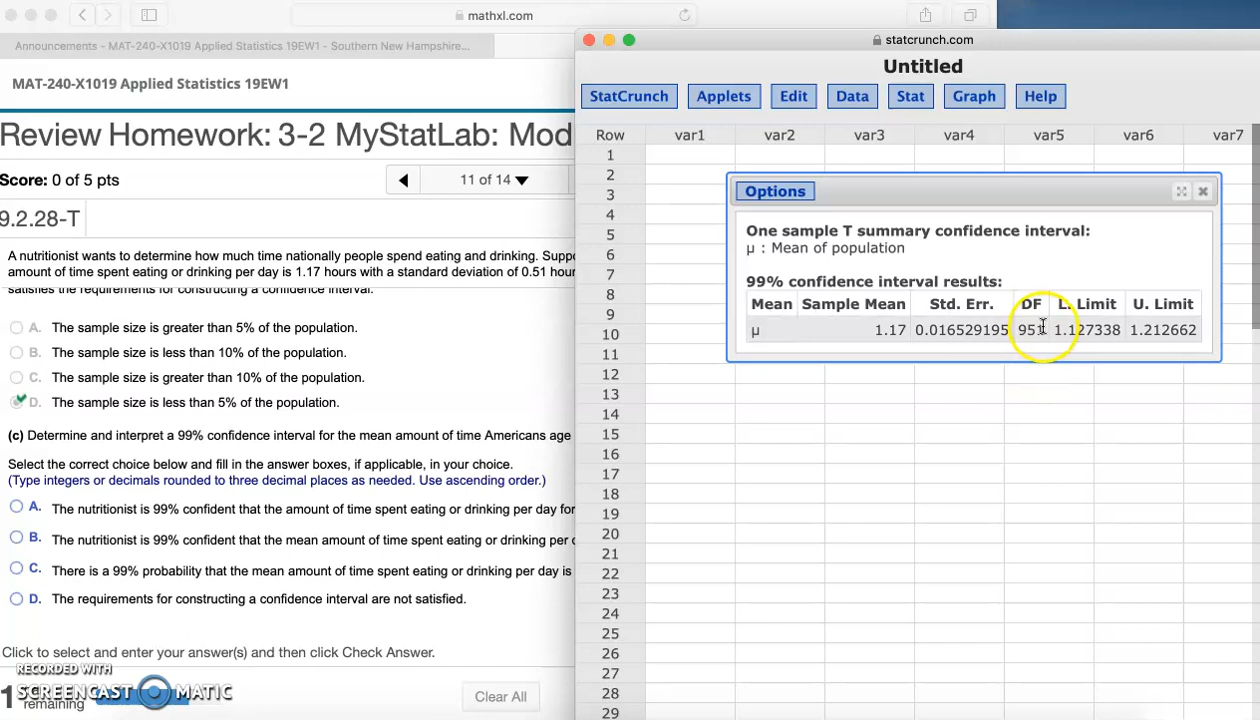 mathxl.com
Announcements - MAT-240-X1019 Applied Statistics 19EW1 - Southern New Hampshire...
MAT-240-X1019 Applied Statistics 19EW1
Review Homework: 3-2 MyStatLab: Mod
Score: 0 of 5 pts
11 of 14
9.2.28-T
A nutritionist wants to determine how much time nationally people spend eating and drinking. Supp
amount of time spent eating or drinking per day is 1.17 hours with a standard deviation of 0.51 hour
satisfies the requirements for constructing a confidence interval.
A. The sample size is greater than 5% of the population.
B. The sample size is less than 10% of the population.
C. The sample size is greater than 10% of the population.
D. The sample size is less than 5% of the population.
(c) Determine and interpret a 99% confidence interval for the mean amount of time Americans age
Select the correct choice below and fill in the answer boxes, if applicable, in your choice.
(Type integers or decimals rounded to three decimal places as needed. Use ascending order.)
A. The nutritionist is 99% confident that the amount of time spent eating or drinking per day for
B. The nutritionist is 99% confident that the mean amount of time spent eating or drinking per
C. There is a 99% probability that the mean amount of time spent eating or drinking per day is
D. The requirements for constructing a confidence interval are not satisfied.
Click to select and enter your answer(s) and then click Check Answer.
RECORDED WITH
SCREENCAST MATIC
1
remaining
Clear All
statcrunch.com
Untitled
StatCrunch Applets Edit Data Stat Graph Help
Row var1 var2 var3 var4 var5 var6 var7
1
2
3
4
5
6
7
8
9
10
11
12
13
14
15
16
17
18
19
20
21
22
23
24
25
26
27
28
29
Options
One sample T summary confidence interval:
μ : Mean of population
99% confidence interval results:
Mean Sample Mean Std. Err. DF L. Limit U. Limit
μ 1.17 0.016529195 951 1.127338 1.212662